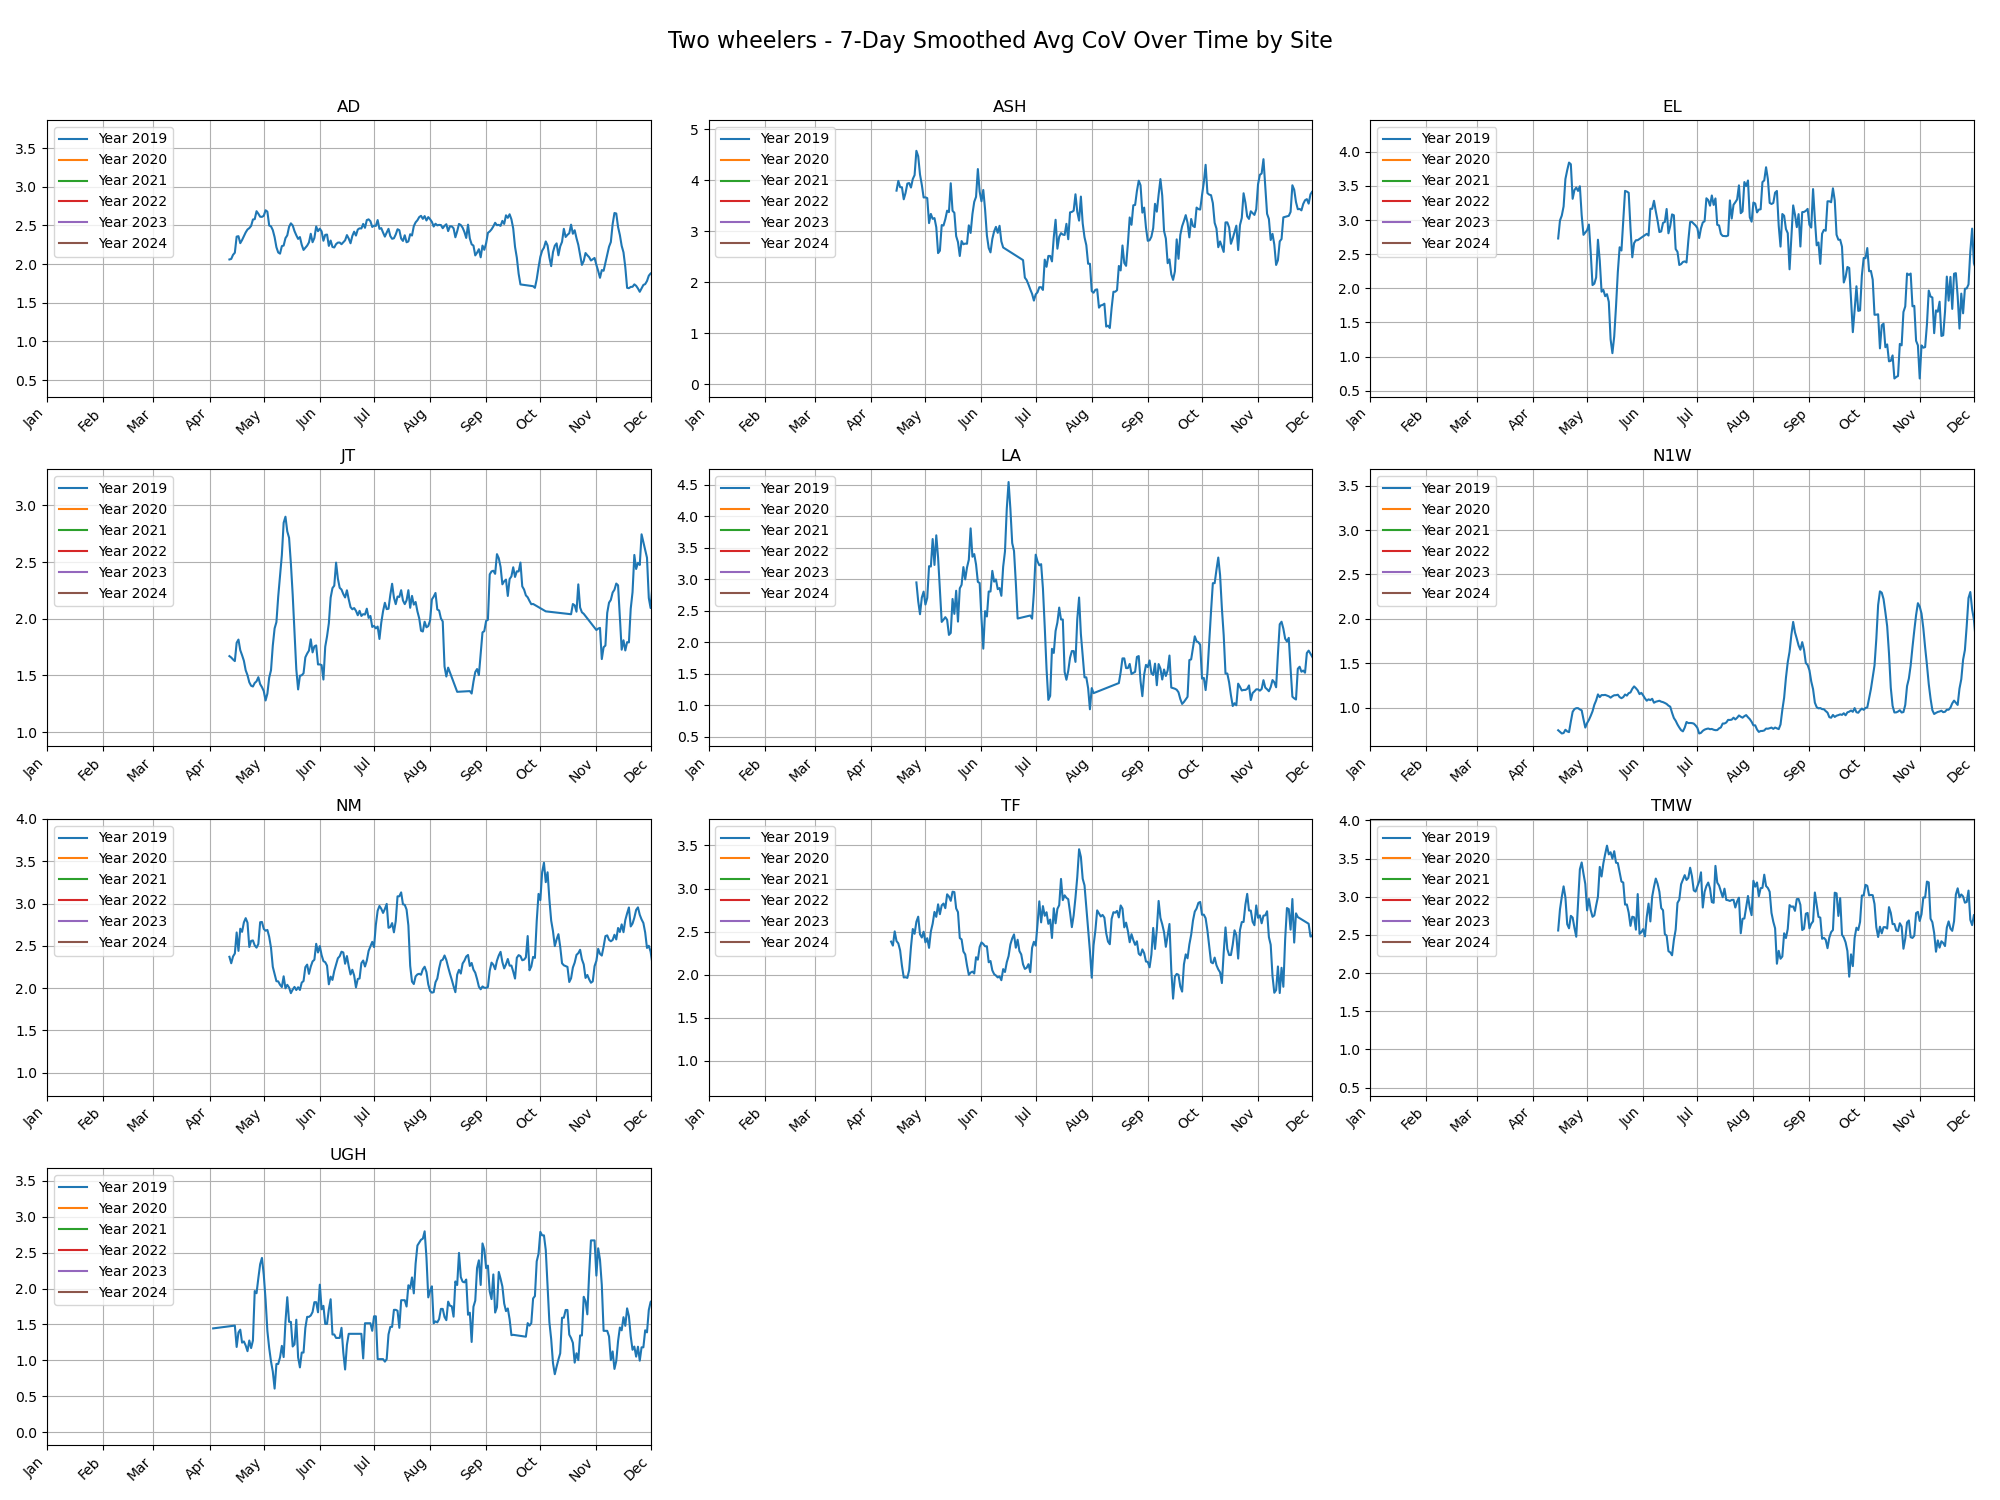 Two wheelers - 7-Day Smoothed Avg CoV Over Time by Site
AD
Year 2019
Year 2020
Year 2021
Year 2022
Year 2023
Year 2024
3.5
3.0
2.5
2.0
1.5
1.0
0.5
Jan Feb Mar Apr May Jun Jul Aug Sep Oct Nov Dec
ASH
Year 2019
Year 2020
Year 2021
Year 2022
Year 2023
Year 2024
5
4
3
2
1
0
Jan Feb Mar Apr May Jun Jul Aug Sep Oct Nov Dec
EL
Year 2019
Year 2020
Year 2021
Year 2022
Year 2023
Year 2024
4.0
3.5
3.0
2.5
2.0
1.5
1.0
0.5
Jan Feb Mar Apr May Jun Jul Aug Sep Oct Nov Dec
JT
Year 2019
Year 2020
Year 2021
Year 2022
Year 2023
Year 2024
3.0
2.5
2.0
1.5
1.0
Jan Feb Mar Apr May Jun Jul Aug Sep Oct Nov Dec
LA
Year 2019
Year 2020
Year 2021
Year 2022
Year 2023
Year 2024
4.5
4.0
3.5
3.0
2.5
2.0
1.5
1.0
0.5
Jan Feb Mar Apr May Jun Jul Aug Sep Oct Nov Dec
N1W
Year 2019
Year 2020
Year 2021
Year 2022
Year 2023
Year 2024
3.5
3.0
2.5
2.0
1.5
1.0
Jan Feb Mar Apr May Jun Jul Aug Sep Oct Nov Dec
NM
Year 2019
Year 2020
Year 2021
Year 2022
Year 2023
Year 2024
4.0
3.5
3.0
2.5
2.0
1.5
1.0
Jan Feb Mar Apr May Jun Jul Aug Sep Oct Nov Dec
TF
Year 2019
Year 2020
Year 2021
Year 2022
Year 2023
Year 2024
3.5
3.0
2.5
2.0
1.5
1.0
Jan Feb Mar Apr May Jun Jul Aug Sep Oct Nov Dec
TMW
Year 2019
Year 2020
Year 2021
Year 2022
Year 2023
Year 2024
4.0
3.5
3.0
2.5
2.0
1.5
1.0
0.5
Jan Feb Mar Apr May Jun Jul Aug Sep Oct Nov Dec
UGH
Year 2019
Year 2020
Year 2021
Year 2022
Year 2023
Year 2024
3.5
3.0
2.5
2.0
1.5
1.0
0.5
0.0
Jan Feb Mar Apr May Jun Jul Aug Sep Oct Nov Dec